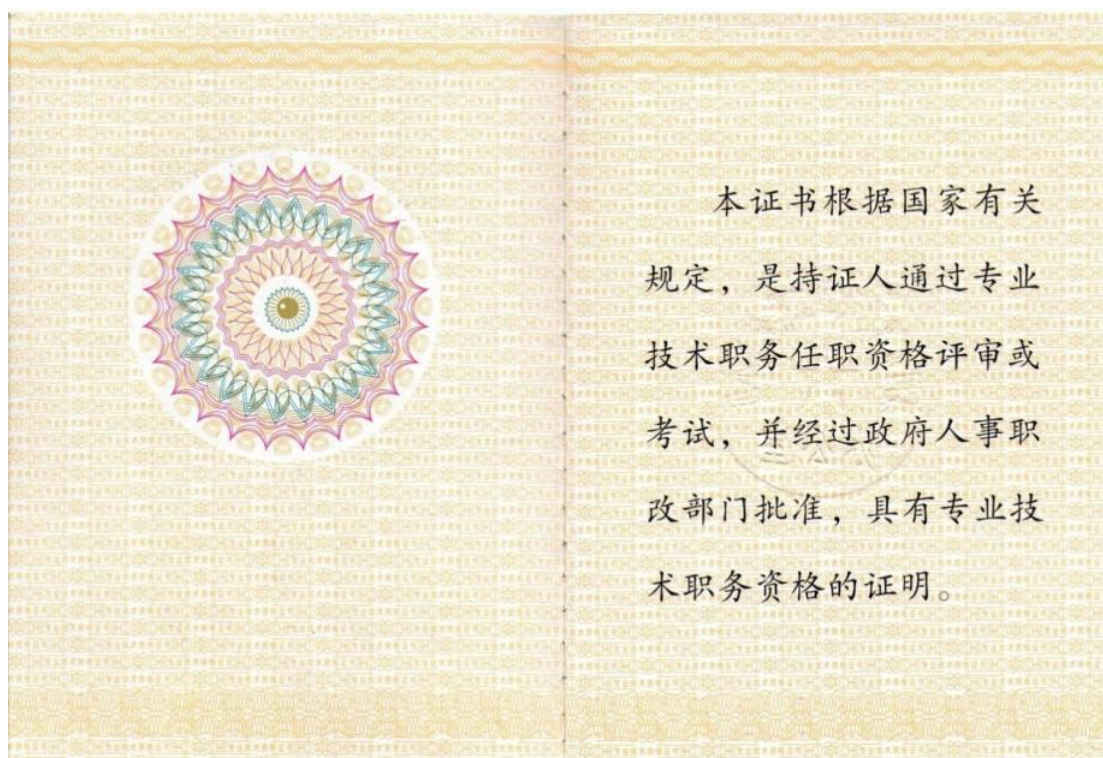 本证书根据国家有关
规定，是持证人通过专业
技术职务任职资格评审或
考试，并经过政府人事职
改部门批准，具有专业技
术职务资格的证明。